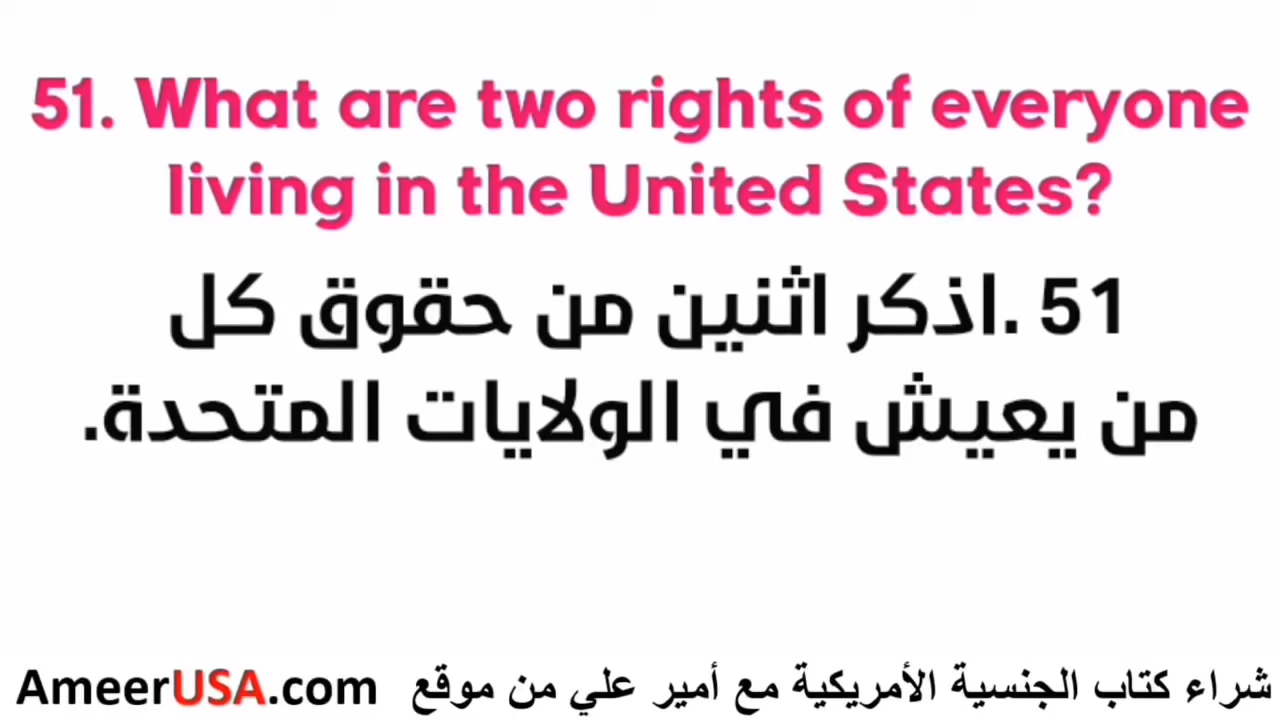 51. What are two rights of everyone
living in the United States?
51 .اذكر اثنين من حقوق كل
من يعيش في الولايات المتحدة.
شراء كتاب الجنسية الأمريكية مع أمير علي من موقع AmeerUSA.com